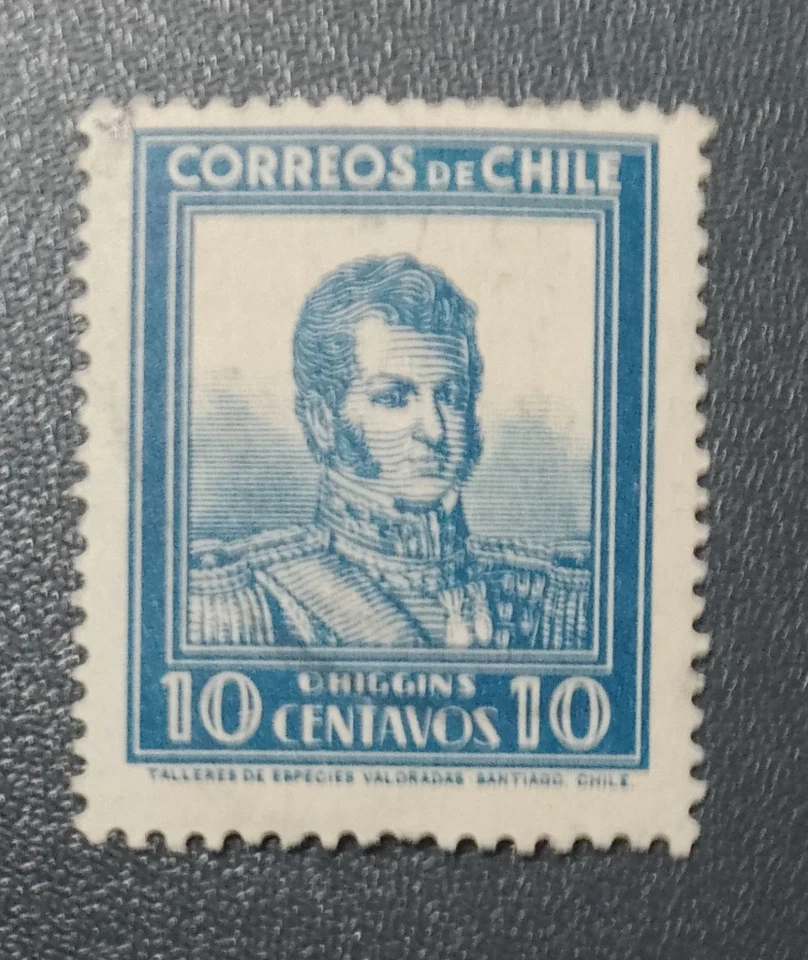 CORREOS DE CHILE
O'HIGGINS
10 CENTAVOS 10
TALLERES DE ESPECIES VALORADAS SANTIAGO, CHILE.